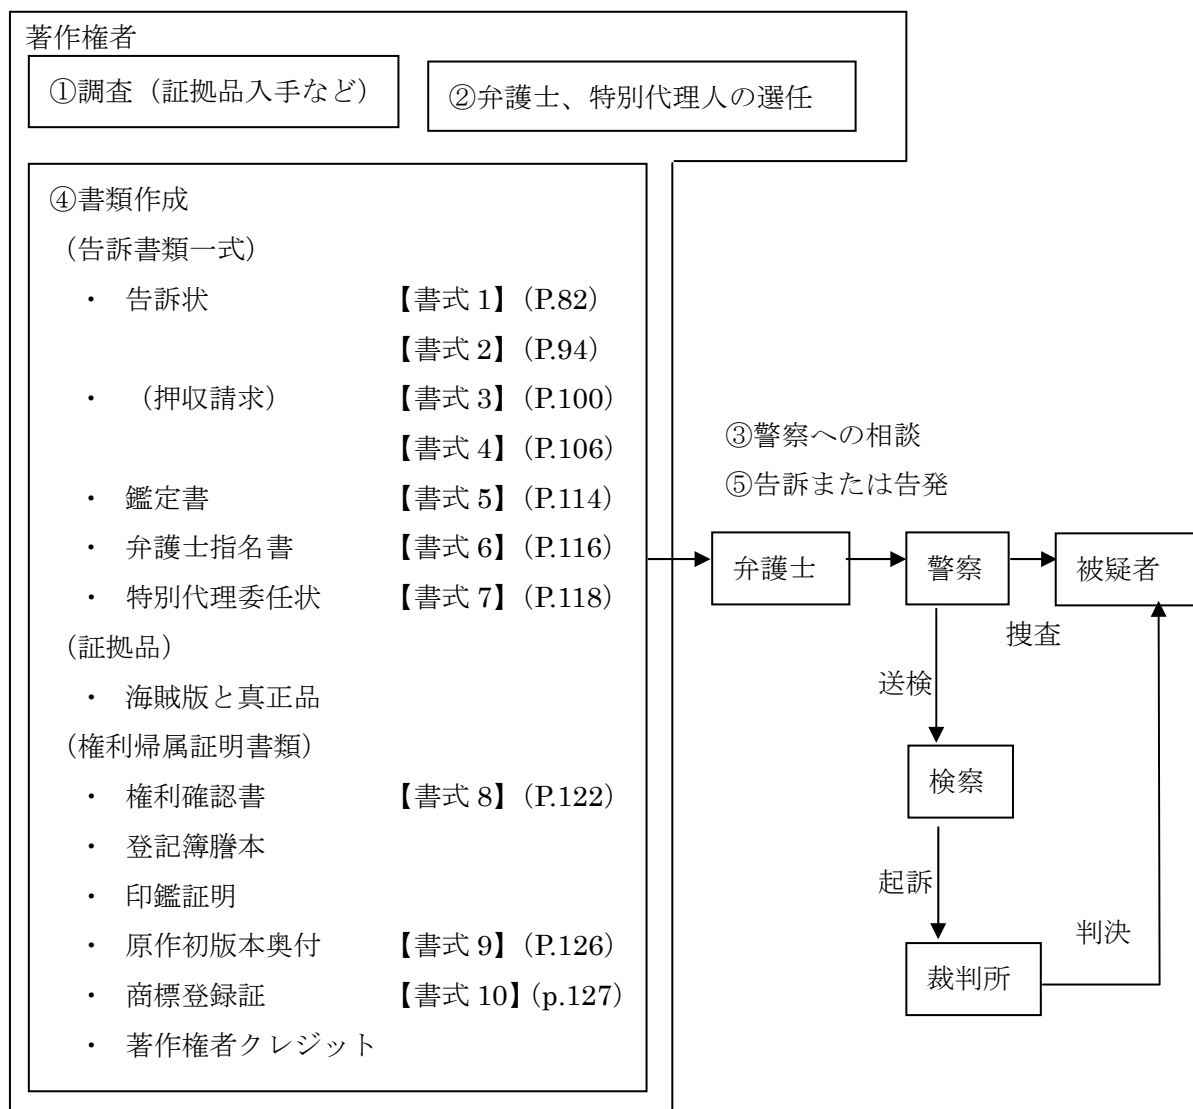 著作権者
①調査（証拠品入手など）
②弁護士、特別代理人の選任
④書類作成
（告訴書類一式）
・ 告訴状 【書式 1】（P.82）
【書式 2】（P.94）
・ （押収請求） 【書式 3】（P.100）
【書式 4】（P.106）
・ 鑑定書 【書式 5】（P.114）
・ 弁護士指名書 【書式 6】（P.116）
・ 特別代理委任状 【書式 7】（P.118）
（証拠品）
・ 海賊版と真正品
（権利帰属証明書類）
・ 権利確認書 【書式 8】（P.122）
・ 登記簿謄本
・ 印鑑証明
・ 原作初版本奥付 【書式 9】（P.126）
・ 商標登録証 【書式 10】（p.127）
・ 著作権者クレジット
③警察への相談
⑤告訴または告発
弁護士
警察
被疑者
捜査
送検
検察
起訴
判決
裁判所